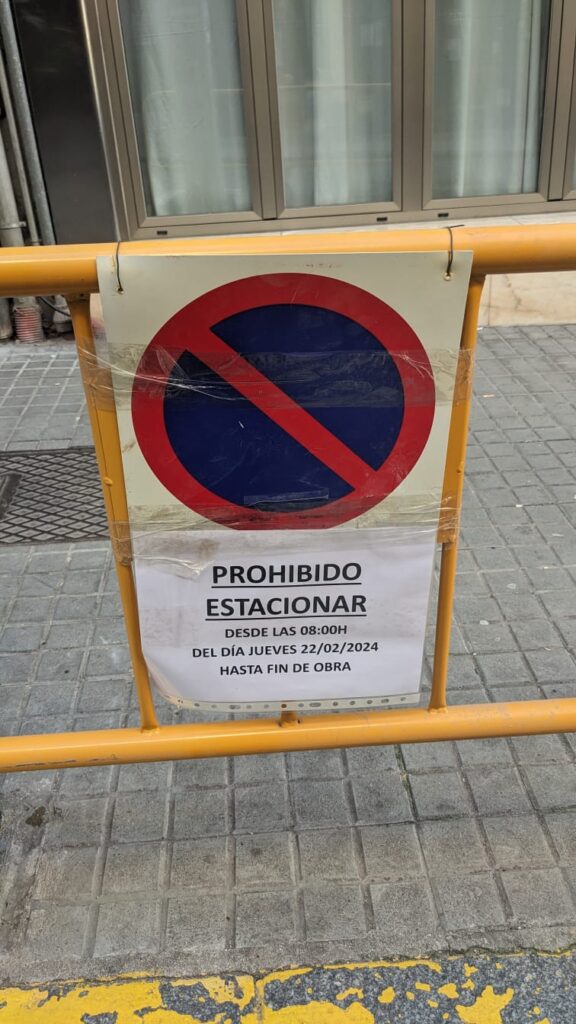 PROHIBIDO
ESTACIONAR
DESDE LAS 08:00H
DEL DÍA JUEVES 22/02/2024
HASTA FIN DE OBRA